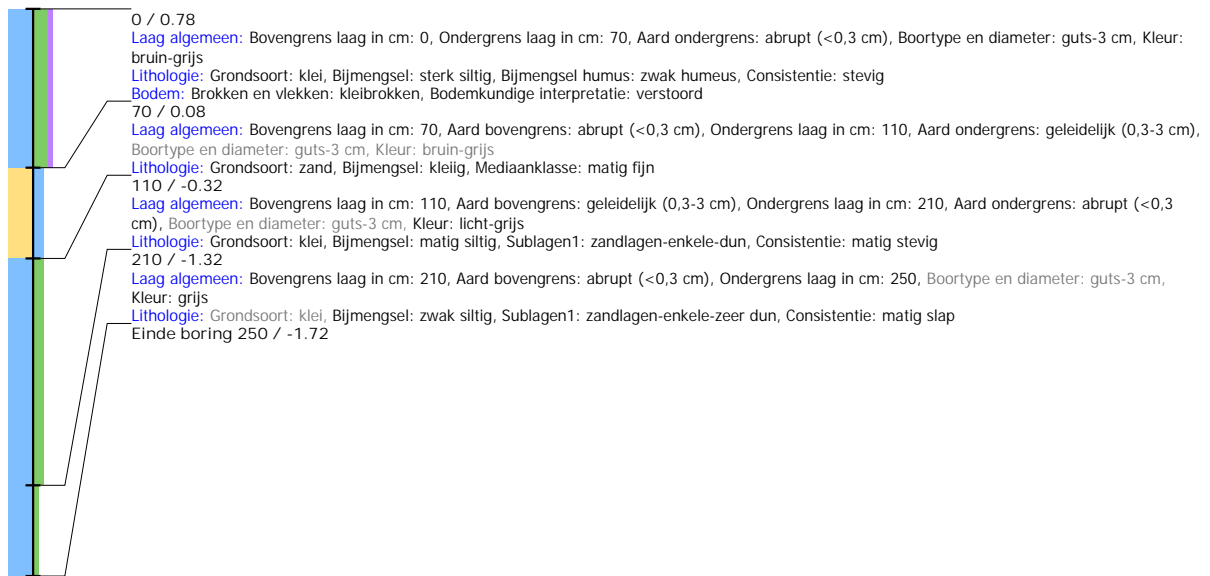 0 / 0.78
Laag algemeen: Bovengrens laag in cm: 0, Ondergrens laag in cm: 70, Aard ondergrens: abrupt (<0,3 cm), Boortype en diameter: guts-3 cm, Kleur:
bruin-grijs
Lithologie: Grondsoort: klei, Bijmengsel: sterk siltig, Bijmengsel humus: zwak humeus, Consistentie: stevig
Bodem: Brokken en vlekken: kleibrokken, Bodemkundige interpretatie: verstoord
70 / 0.08
Laag algemeen: Bovengrens laag in cm: 70, Aard bovengrens: abrupt (<0,3 cm), Ondergrens laag in cm: 110, Aard ondergrens: geleidelijk (0,3-3 cm),
Boortype en diameter: guts-3 cm, Kleur: bruin-grijs
Lithologie: Grondsoort: zand, Bijmengsel: kleiig, Mediaanklasse: matig fijn
110 / -0.32
Laag algemeen: Bovengrens laag in cm: 110, Aard bovengrens: geleidelijk (0,3-3 cm), Ondergrens laag in cm: 210, Aard ondergrens: abrupt (<0,3
cm), Boortype en diameter: guts-3 cm, Kleur: licht-grijs
Lithologie: Grondsoort: klei, Bijmengsel: matig siltig, Sublagen1: zandlagen-enkele-dun, Consistentie: matig stevig
210 / -1.32
Laag algemeen: Bovengrens laag in cm: 210, Aard bovengrens: abrupt (<0,3 cm), Ondergrens laag in cm: 250, Boortype en diameter: guts-3 cm,
Kleur: grijs
Lithologie: Grondsoort: klei, Bijmengsel: zwak siltig, Sublagen1: zandlagen-enkele-zeer dun, Consistentie: matig slap
Einde boring 250 / -1.72